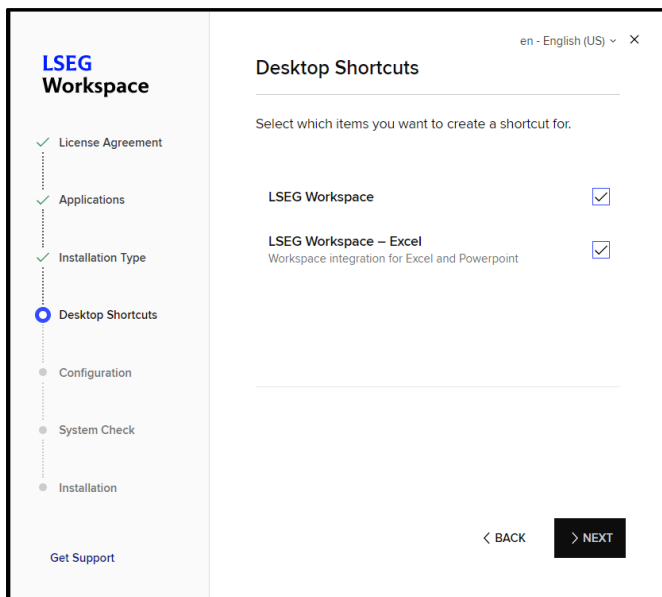 LSEG
Workspace
License Agreement
Applications
Installation Type
Desktop Shortcuts
Configuration
System Check
Installation
Get Support
en - English (US)
Desktop Shortcuts
Select which items you want to create a shortcut for.
LSEG Workspace
LSEG Workspace – Excel
Workspace integration for Excel and Powerpoint
BACK
NEXT